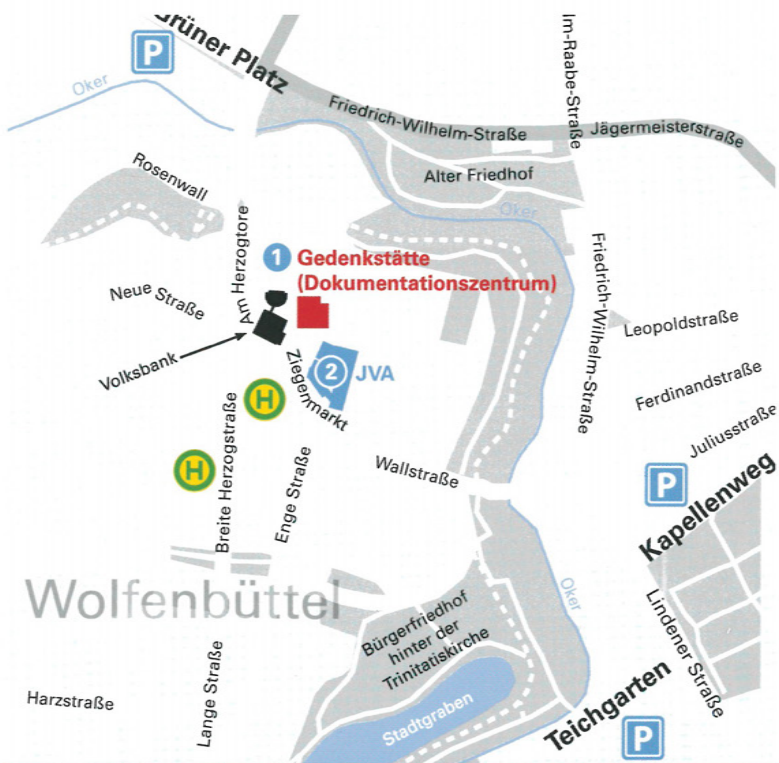 Grüner Platz
P
Im-Raabe-Straße
Oker
Friedrich-Wilhelm-Straße
Jägermeisterstraße
Rosenwall
Alter Friedhof
Oker
Am Herzogtore
1 Gedenkstätte
(Dokumentationszentrum)
Friedrich-Wilhelm-Straße
Neue Straße
Leopoldstraße
Volksbank
Ziegenmarkt
2 JVA
H
Ferdinandstraße
Juliusstraße
H
Breite Herzogstraße
Enge Straße
Wallstraße
P
Kapellenweg
Wolfenbüttel
Oker
Bürgerfriedhof
hinter der
Trinitatiskirche
Lindener Straße
Harzstraße
Lange Straße
Stadtgraben
Teichgarten
P